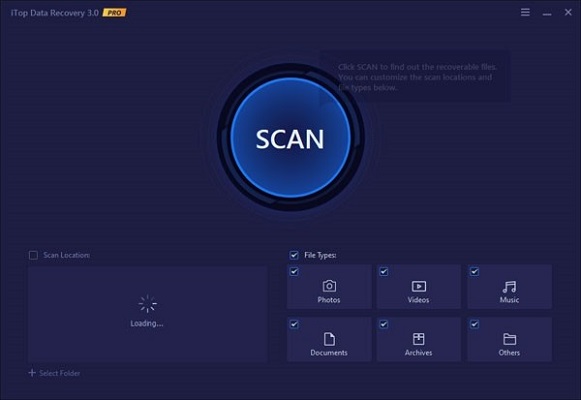 iTop Data Recovery 3.0 PRO
Click SCAN to find out the recoverable files.
You can customize the scan locations and
file types below.
SCAN
Scan Location:
File Types:
Loading...
Photos
Videos
Music
Documents
Archives
Others
+ Select Folder